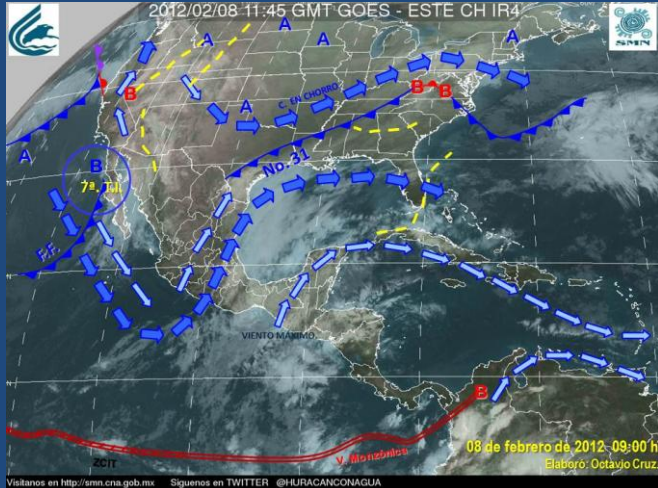 2012/02/08 11:45 GMT GOES - ESTE CH IR4
SMN
A
A
A
A
B
A
C. EN CHORRO
B
B
A
B
7ª. T.I.
No. 31
F.F.
VIENTO MÁXIMO
B
V. Monzónica
ZCIT
08 de febrero de 2012 09:00 h
Elaboró: Octavio Cruz.
Visitanos en http://smn.cna.gob.mx Siguenos en TWITTER @HURACANCONAGUA